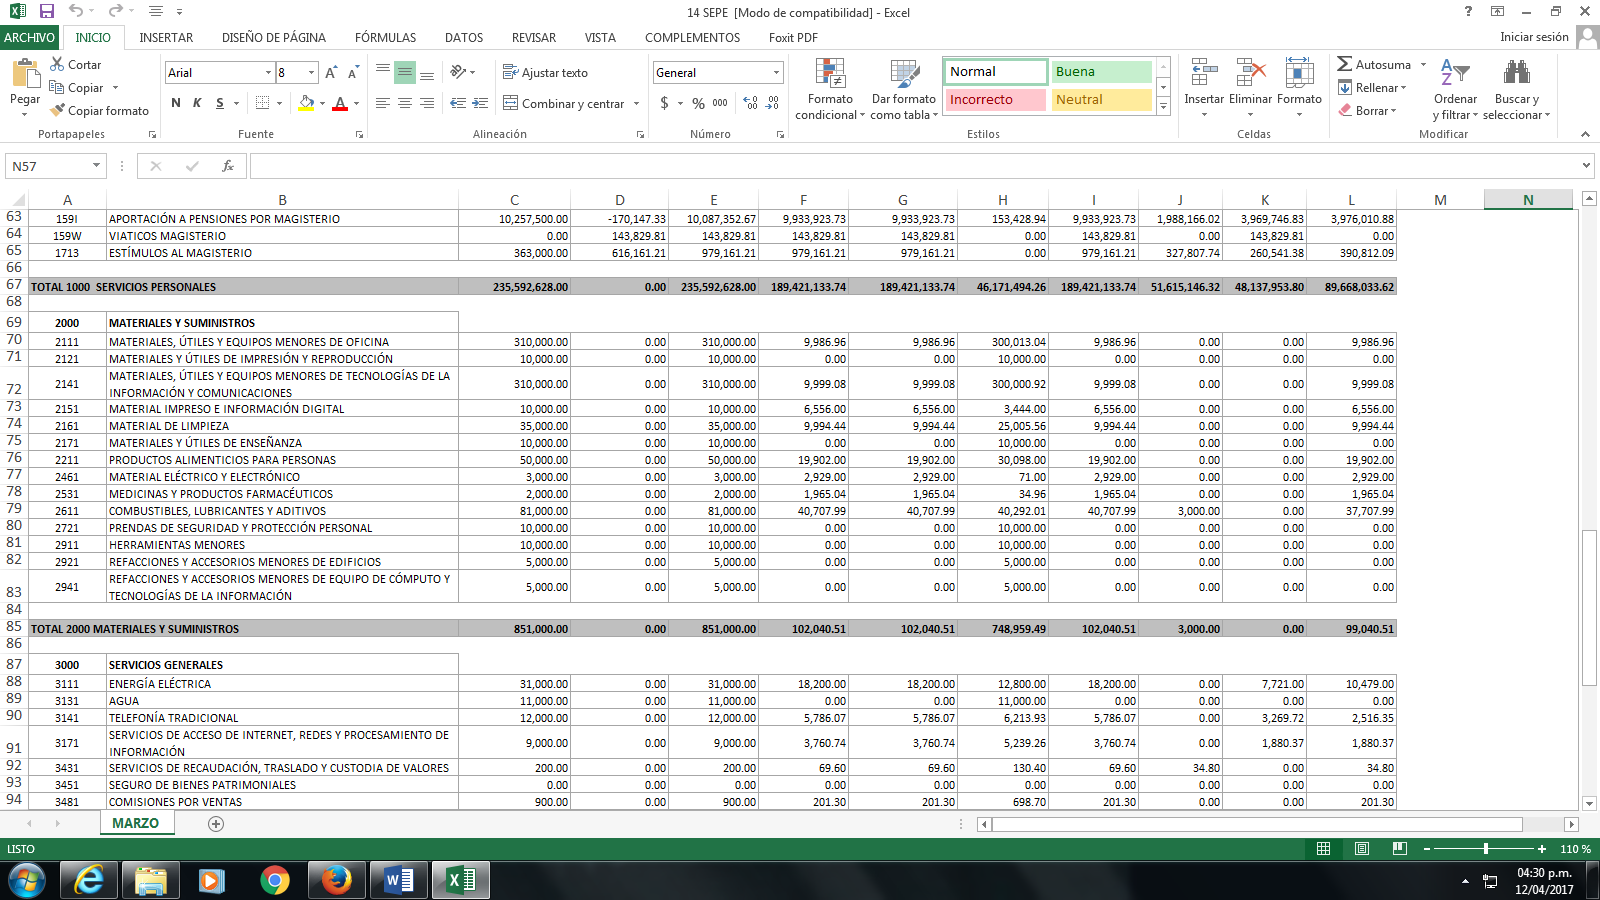 14 SEPE  [Modo de compatibilidad] - Excel
ARCHIVO INICIO INSERTAR DISEÑO DE PÁGINA FÓRMULAS DATOS REVISAR VISTA COMPLEMENTOS Foxit PDF Iniciar sesión
Pegar
Cortar
Copiar
Copiar formato
Portapapeles
Arial 8
N K S
Fuente
Ajustar texto
Combinar y centrar
Alineación
General
$ % 000
Número
Formato condicional
Dar formato como tabla
Normal Buena
Incorrecto Neutral
Estilos
Insertar Eliminar Formato
Celdas
Autosuma
Rellenar
Borrar
Ordenar y filtrar
Buscar y seleccionar
Modificar
N57 fx
A B C D E F G H I J K L M N
63 159I APORTACIÓN A PENSIONES POR MAGISTERIO 10,257,500.00 -170,147.33 10,087,352.67 9,933,923.73 9,933,923.73 153,428.94 9,933,923.73 1,988,166.02 3,969,746.83 3,976,010.88
64 159W VIATICOS MAGISTERIO 0.00 143,829.81 143,829.81 143,829.81 143,829.81 0.00 143,829.81 0.00 143,829.81 0.00
65 1713 ESTÍMULOS AL MAGISTERIO 363,000.00 616,161.21 979,161.21 979,161.21 979,161.21 0.00 979,161.21 327,807.74 260,541.38 390,812.09
66
67 TOTAL 1000  SERVICIOS PERSONALES 235,592,628.00 0.00 235,592,628.00 189,421,133.74 189,421,133.74 46,171,494.26 189,421,133.74 51,615,146.32 48,137,953.80 89,668,033.62
68
69 2000 MATERIALES Y SUMINISTROS
70 2111 MATERIALES, ÚTILES Y EQUIPOS MENORES DE OFICINA 310,000.00 0.00 310,000.00 9,986.96 9,986.96 300,013.04 9,986.96 0.00 0.00 9,986.96
71 2121 MATERIALES Y ÚTILES DE IMPRESIÓN Y REPRODUCCIÓN 10,000.00 0.00 10,000.00 0.00 0.00 10,000.00 0.00 0.00 0.00 0.00
72 2141 MATERIALES, ÚTILES Y EQUIPOS MENORES DE TECNOLOGÍAS DE LA
INFORMACIÓN Y COMUNICACIONES 310,000.00 0.00 310,000.00 9,999.08 9,999.08 300,000.92 9,999.08 0.00 0.00 9,999.08
73 2151 MATERIAL IMPRESO E INFORMACIÓN DIGITAL 10,000.00 0.00 10,000.00 6,556.00 6,556.00 3,444.00 6,556.00 0.00 0.00 6,556.00
74 2161 MATERIAL DE LIMPIEZA 35,000.00 0.00 35,000.00 9,994.44 9,994.44 25,005.56 9,994.44 0.00 0.00 9,994.44
75 2171 MATERIALES Y ÚTILES DE ENSEÑANZA 10,000.00 0.00 10,000.00 0.00 0.00 10,000.00 0.00 0.00 0.00 0.00
76 2211 PRODUCTOS ALIMENTICIOS PARA PERSONAS 50,000.00 0.00 50,000.00 19,902.00 19,902.00 30,098.00 19,902.00 0.00 0.00 19,902.00
77 2461 MATERIAL ELÉCTRICO Y ELECTRÓNICO 3,000.00 0.00 3,000.00 2,929.00 2,929.00 71.00 2,929.00 0.00 0.00 2,929.00
78 2531 MEDICINAS Y PRODUCTOS FARMACÉUTICOS 2,000.00 0.00 2,000.00 1,965.04 1,965.04 34.96 1,965.04 0.00 0.00 1,965.04
79 2611 COMBUSTIBLES, LUBRICANTES Y ADITIVOS 81,000.00 0.00 81,000.00 40,707.99 40,707.99 40,292.01 40,707.99 3,000.00 0.00 37,707.99
80 2721 PRENDAS DE SEGURIDAD Y PROTECCIÓN PERSONAL 10,000.00 0.00 10,000.00 0.00 0.00 10,000.00 0.00 0.00 0.00 0.00
81 2911 HERRAMIENTAS MENORES 10,000.00 0.00 10,000.00 0.00 0.00 10,000.00 0.00 0.00 0.00 0.00
82 2921 REFACCIONES Y ACCESORIOS MENORES DE EDIFICIOS 5,000.00 0.00 5,000.00 0.00 0.00 5,000.00 0.00 0.00 0.00 0.00
83 2941 REFACCIONES Y ACCESORIOS MENORES DE EQUIPO DE CÓMPUTO Y
TECNOLOGÍAS DE LA INFORMACIÓN 5,000.00 0.00 5,000.00 0.00 0.00 5,000.00 0.00 0.00 0.00 0.00
84
85 TOTAL 2000 MATERIALES Y SUMINISTROS 851,000.00 0.00 851,000.00 102,040.51 102,040.51 748,959.49 102,040.51 3,000.00 0.00 99,040.51
86
87 3000 SERVICIOS GENERALES
88 3111 ENERGÍA ELÉCTRICA 31,000.00 0.00 31,000.00 18,200.00 18,200.00 12,800.00 18,200.00 0.00 7,721.00 10,479.00
89 3131 AGUA 11,000.00 0.00 11,000.00 0.00 0.00 11,000.00 0.00 0.00 0.00 0.00
90 3141 TELEFONÍA TRADICIONAL 12,000.00 0.00 12,000.00 5,786.07 5,786.07 6,213.93 5,786.07 0.00 3,269.72 2,516.35
91 3171 SERVICIOS DE ACCESO DE INTERNET, REDES Y PROCESAMIENTO DE
INFORMACIÓN 9,000.00 0.00 9,000.00 3,760.74 3,760.74 5,239.26 3,760.74 0.00 1,880.37 1,880.37
92 3431 SERVICIOS DE RECAUDACIÓN, TRASLADO Y CUSTODIA DE VALORES 200.00 0.00 200.00 69.60 69.60 130.40 69.60 34.80 0.00 34.80
93 3451 SEGURO DE BIENES PATRIMONIALES 0.00 0.00 0.00 0.00 0.00 0.00 0.00 0.00 0.00 0.00
94 3481 COMISIONES POR VENTAS 900.00 0.00 900.00 201.30 201.30 698.70 201.30 0.00 0.00 201.30
MARZO
LISTO 110 %
04:30 p.m.
12/04/2017